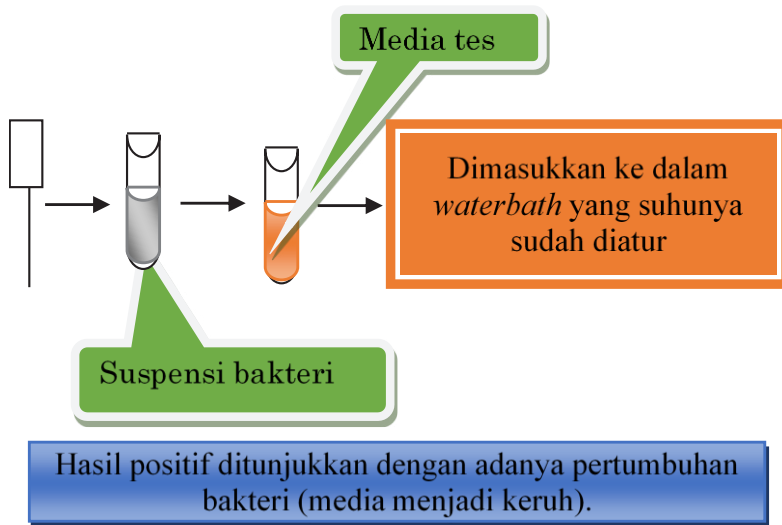 Media tes
Dimasukkan ke dalam
waterbath yang suhunya
sudah diatur
Suspensi bakteri
Hasil positif ditunjukkan dengan adanya pertumbuhan
bakteri (media menjadi keruh).